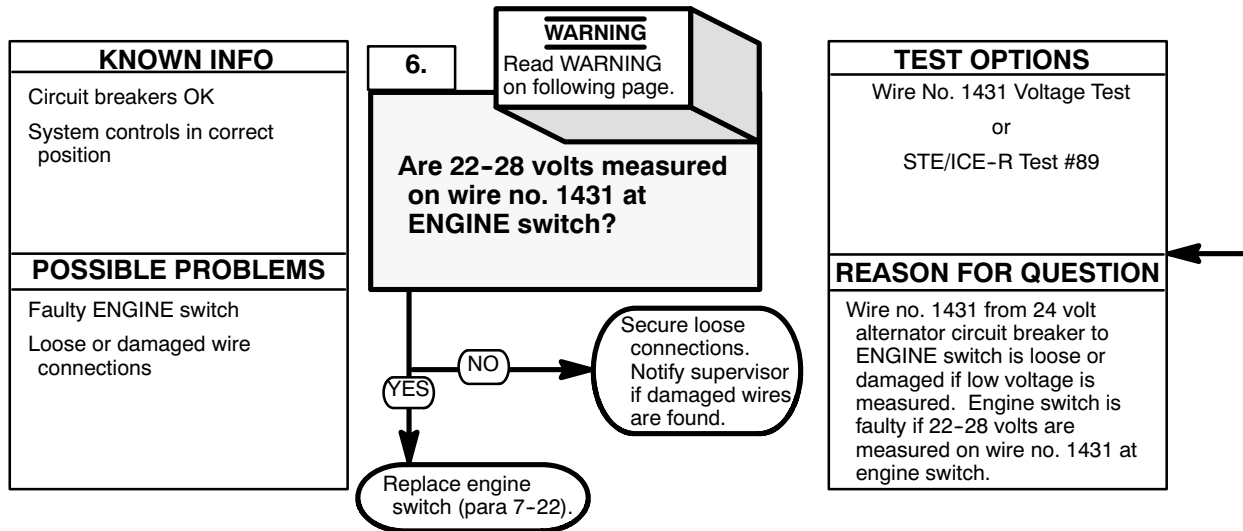 KNOWN INFO
Circuit breakers OK
System controls in correct
position
POSSIBLE PROBLEMS
Faulty ENGINE switch
Loose or damaged wire
connections
6.
WARNING
Read WARNING
on following page.
Are 22-28 volts measured
on wire no. 1431 at
ENGINE switch?
NO
YES
Secure loose
connections.
Notify supervisor
if damaged wires
are found.
Replace engine
switch (para 7-22).
TEST OPTIONS
Wire No. 1431 Voltage Test
or
STE/ICE-R Test #89
REASON FOR QUESTION
Wire no. 1431 from 24 volt
alternator circuit breaker to
ENGINE switch is loose or
damaged if low voltage is
measured. Engine switch is
faulty if 22-28 volts are
measured on wire no. 1431 at
engine switch.